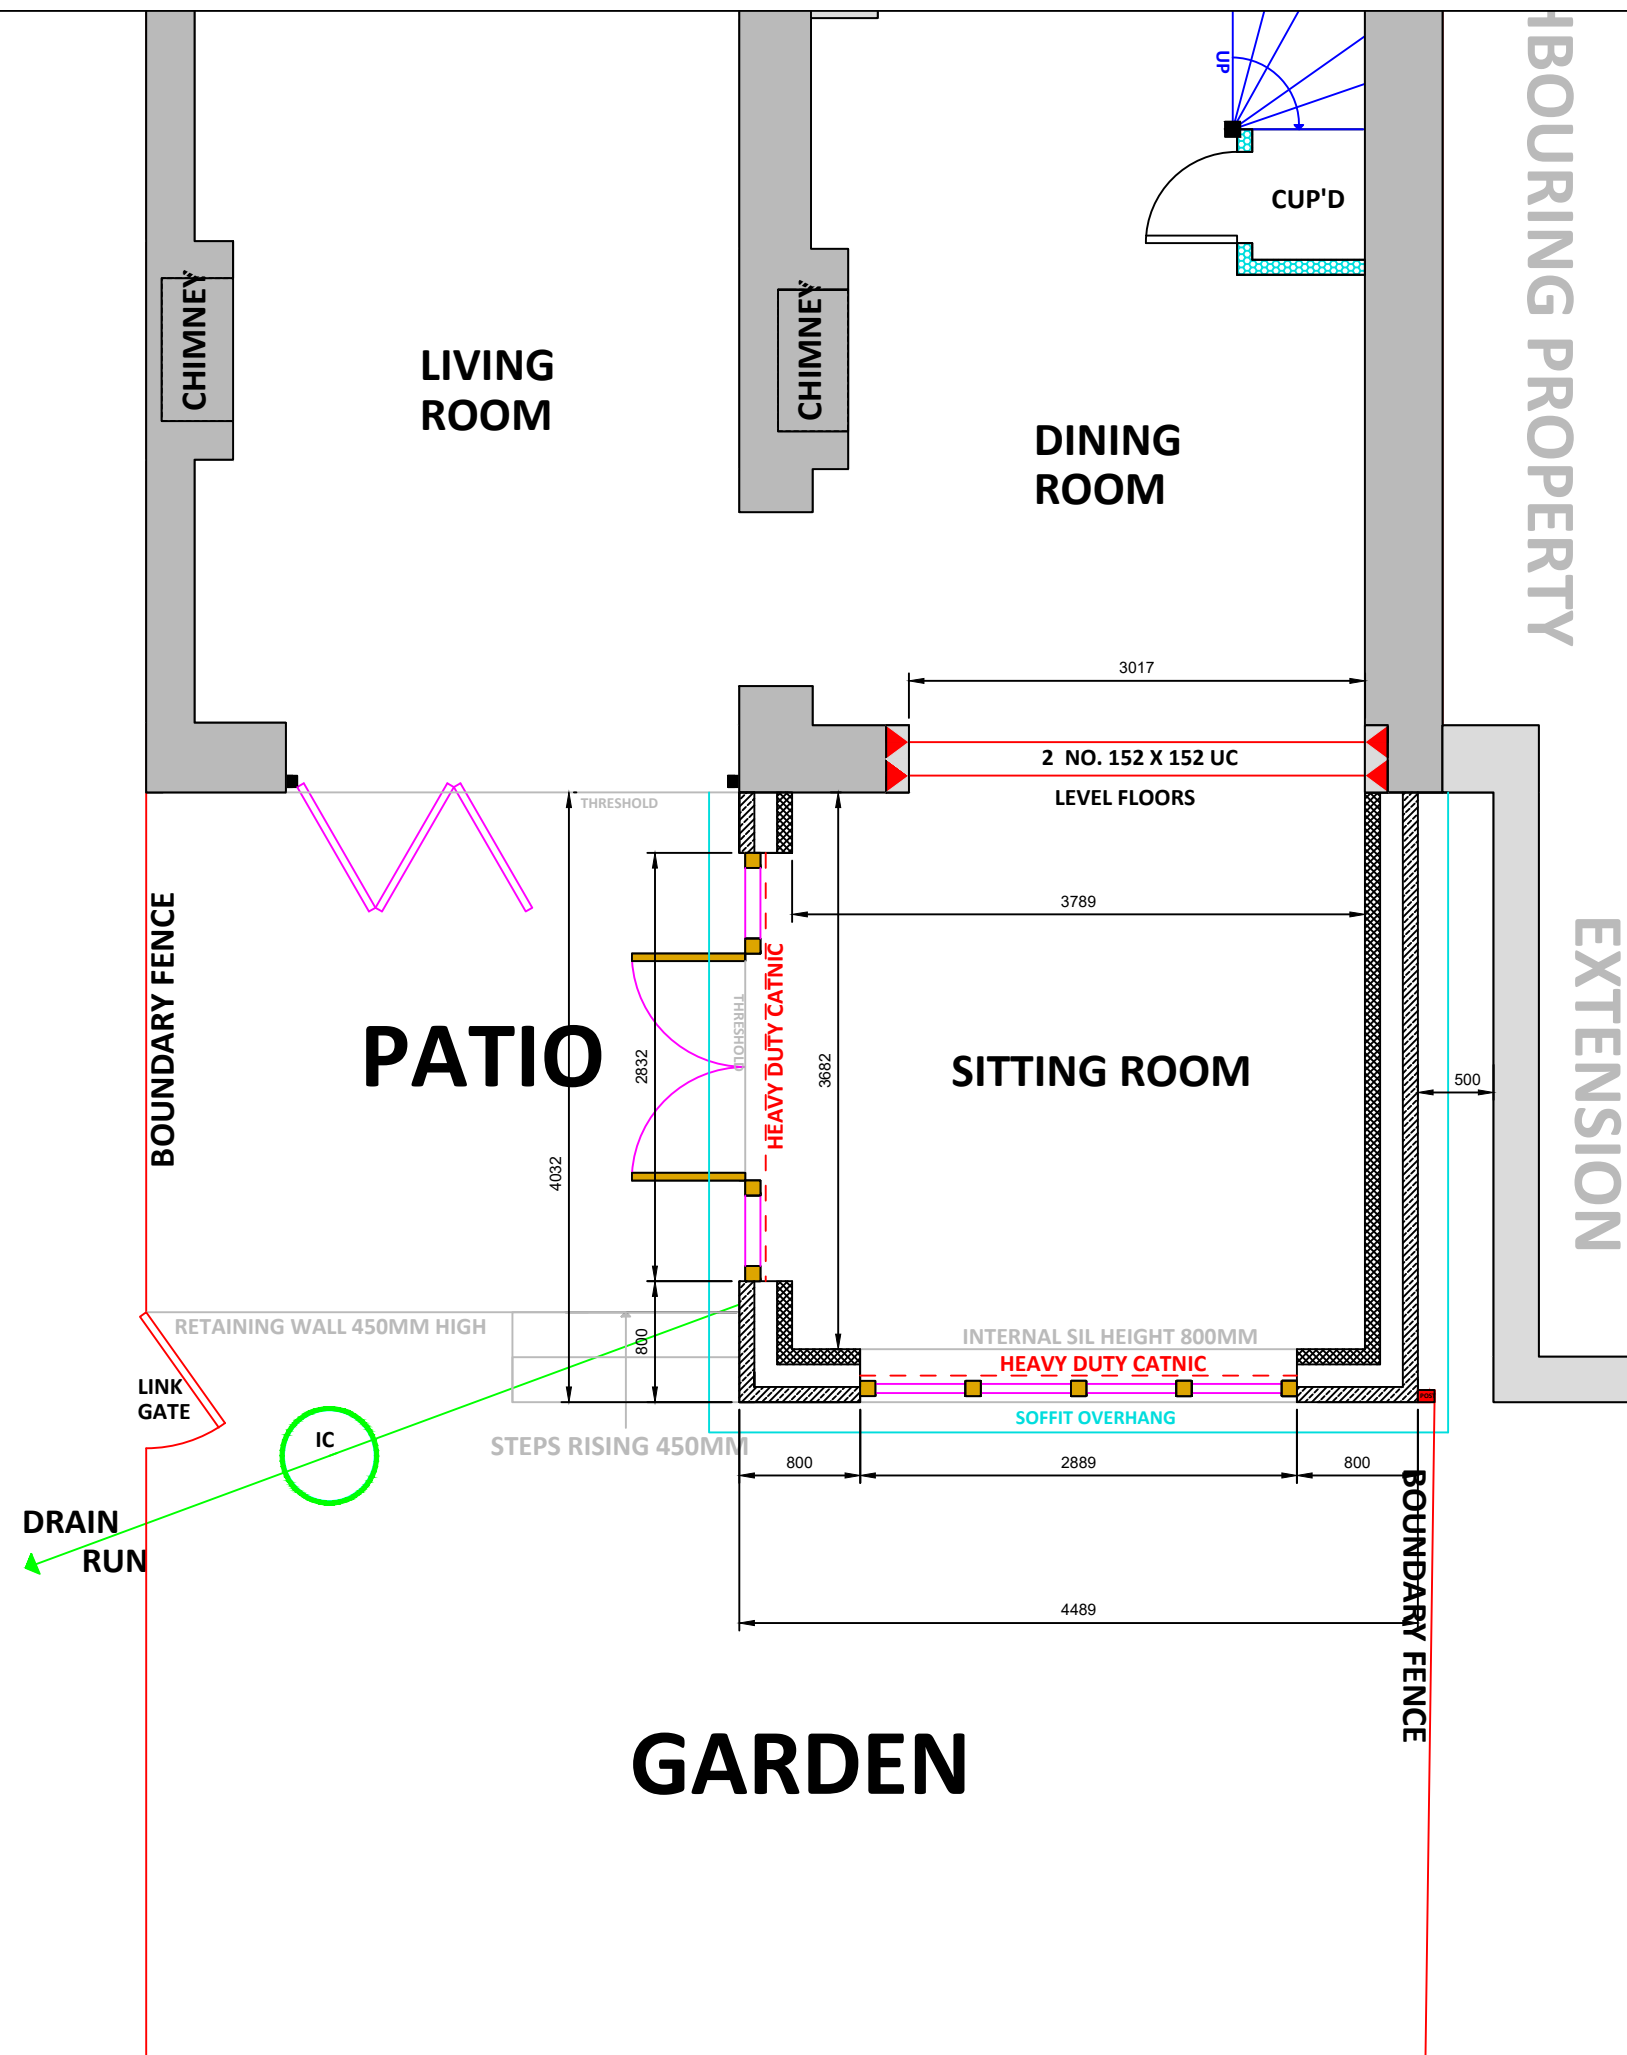 UP
CUP'D
HBOURING PROPERTY
CHIMNEY
CHIMNEY
LIVING
ROOM
DINING
ROOM
3017
2 NO. 152 X 152 UC
LEVEL FLOORS
THRESHOLD
3789
BOUNDARY FENCE
PATIO
2832
THRESHOLD
HEAVY DUTY CATNIC
3682
SITTING ROOM
500
EXTENSION
4032
RETAINING WALL 450MM HIGH
800
INTERNAL SIL HEIGHT 800MM
HEAVY DUTY CATNIC
LINK
GATE
SOFFIT OVERHANG
IC
STEPS RISING 450MM
800
2889
800
DRAIN
RUN
BOUNDARY FENCE
4489
GARDEN